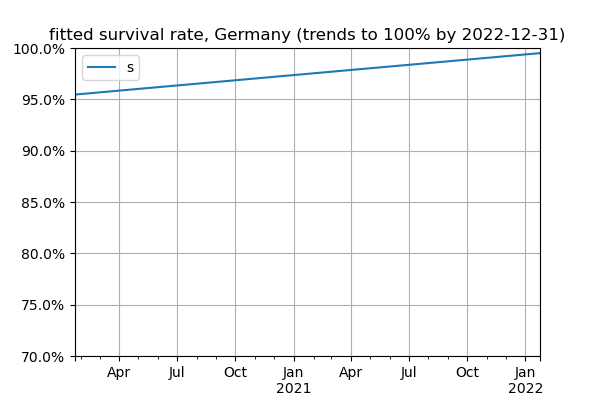 fitted survival rate, Germany (trends to 100% by 2022-12-31)
s
100.0%
95.0%
90.0%
85.0%
80.0%
75.0%
70.0%
Apr Jul Oct Jan Apr Jul Oct Jan
2021 2022